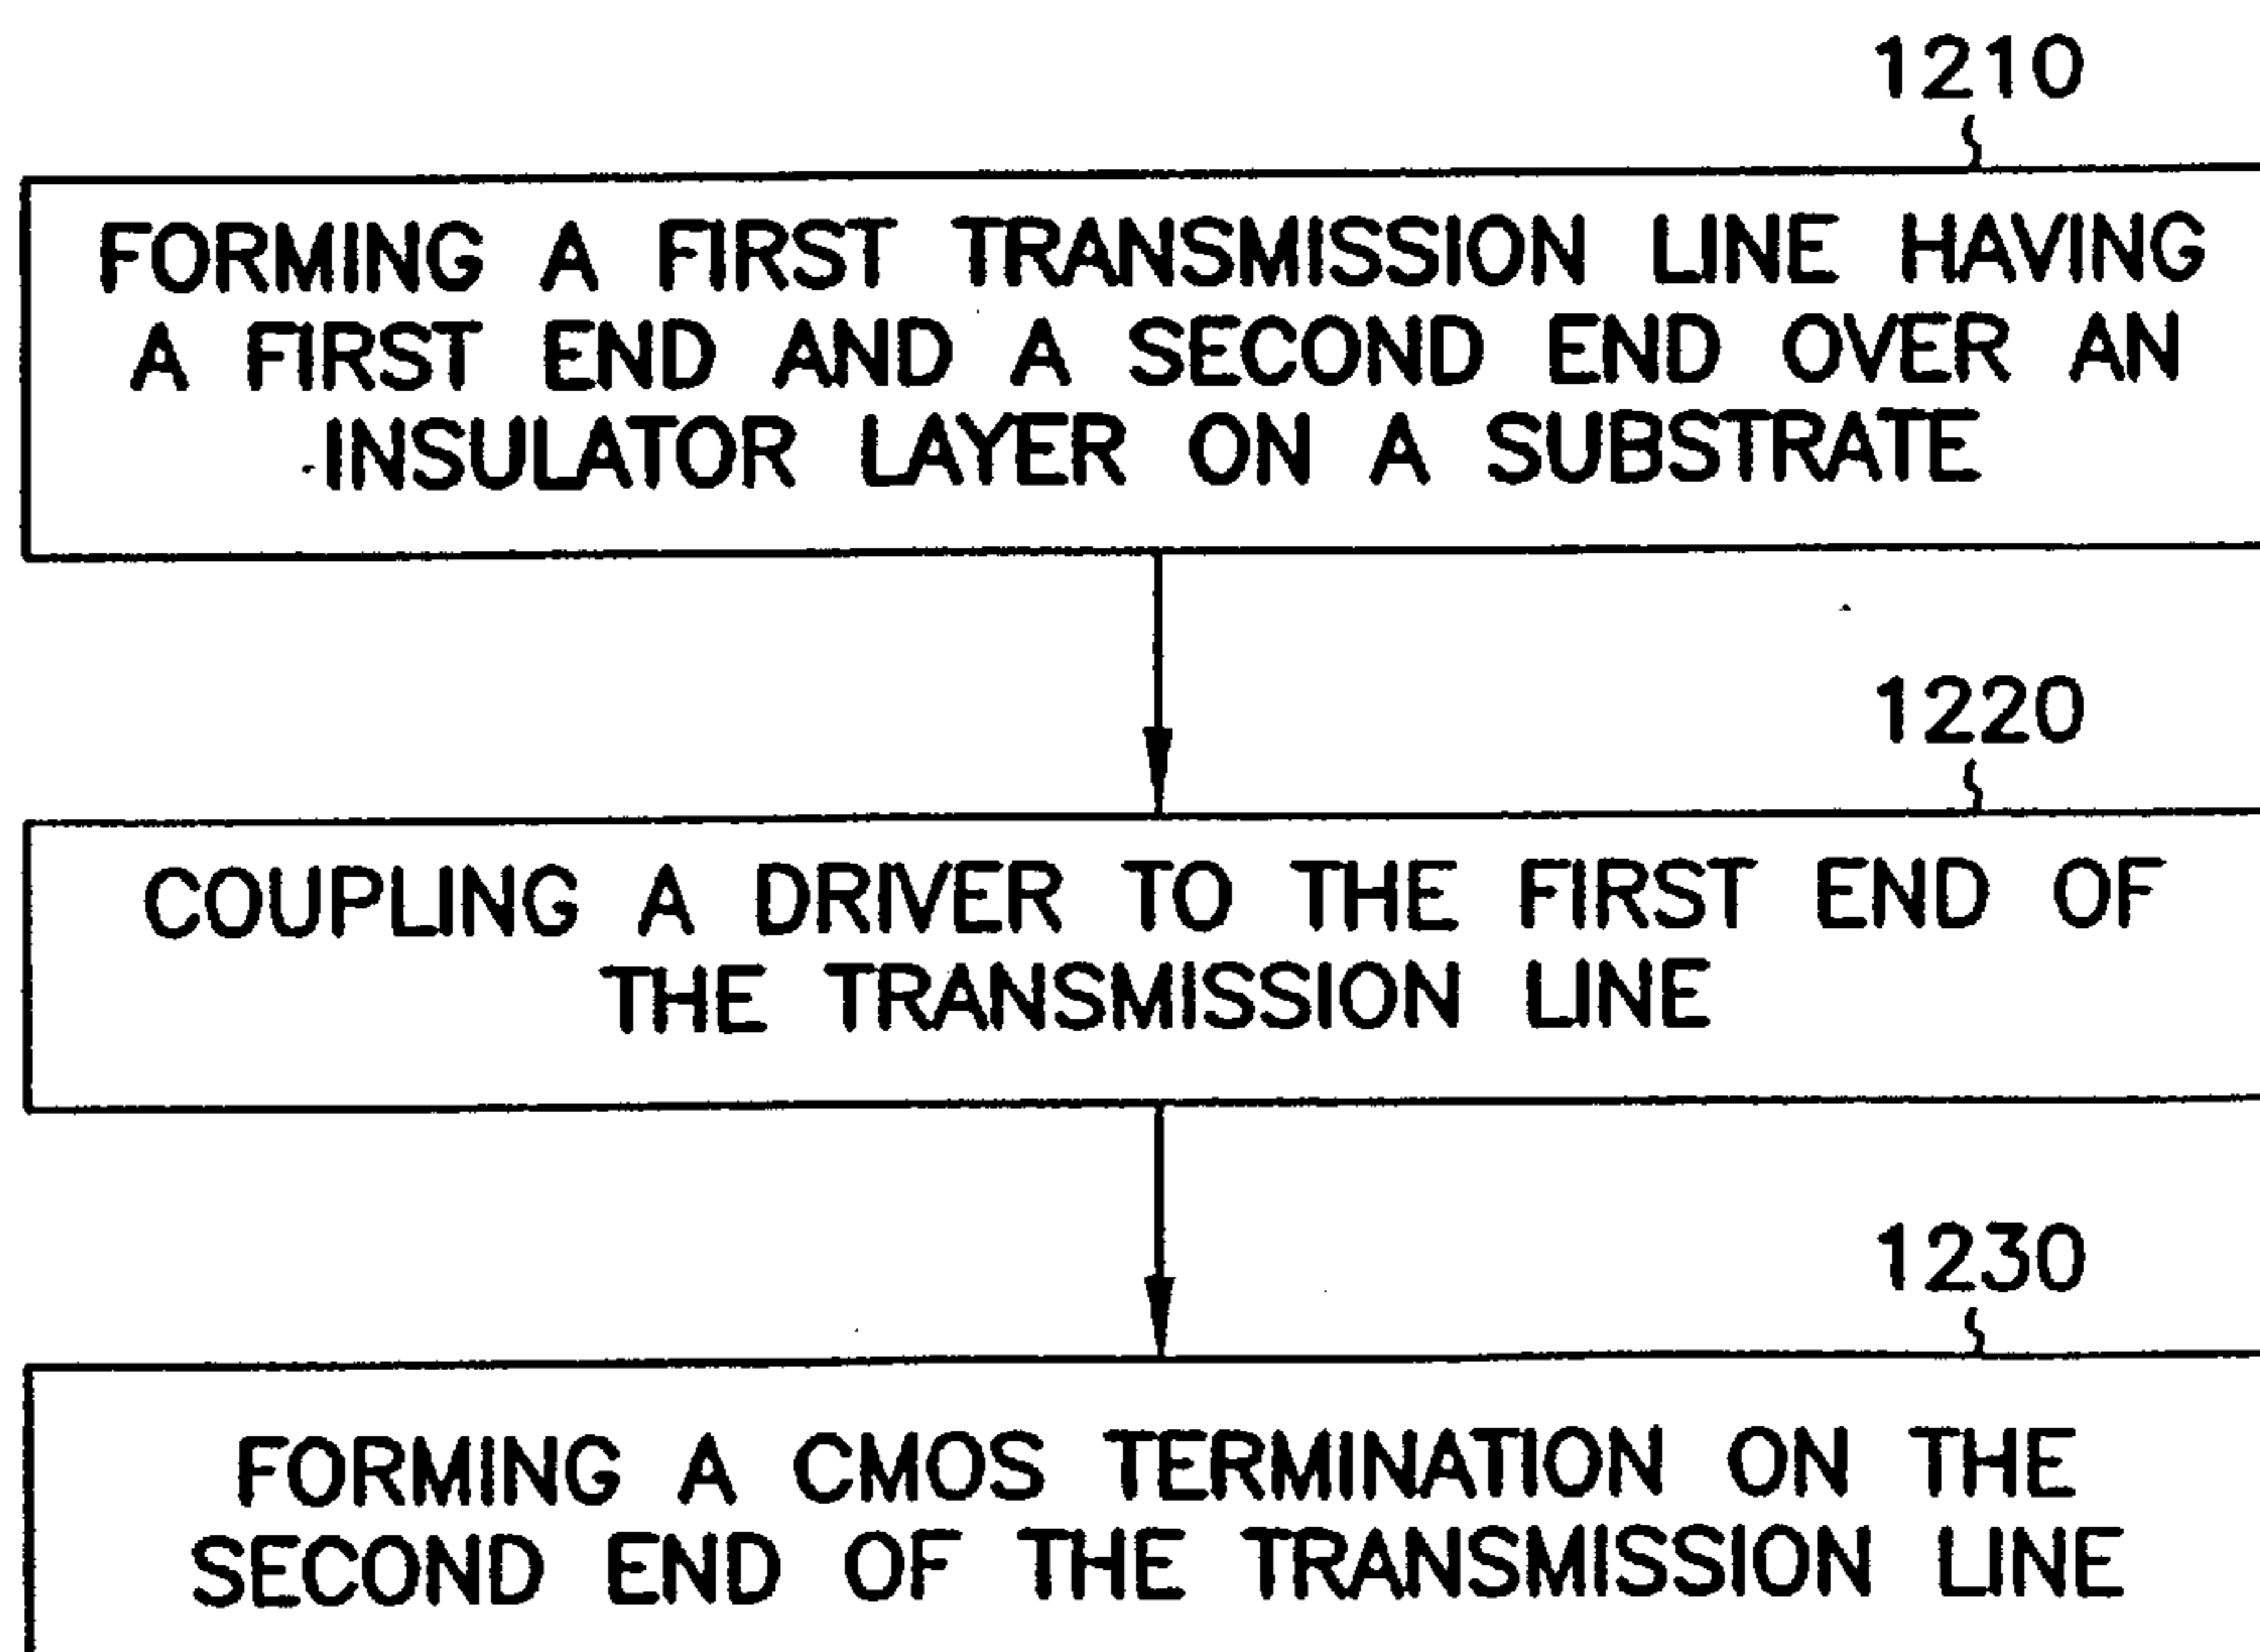 1210
FORMING A FIRST TRANSMISSION LINE HAVING
A FIRST END AND A SECOND END OVER AN
INSULATOR LAYER ON A SUBSTRATE
1220
COUPLING A DRIVER TO THE FIRST END OF
THE TRANSMISSION LINE
1230
FORMING A CMOS TERMINATION ON THE
SECOND END OF THE TRANSMISSION LINE